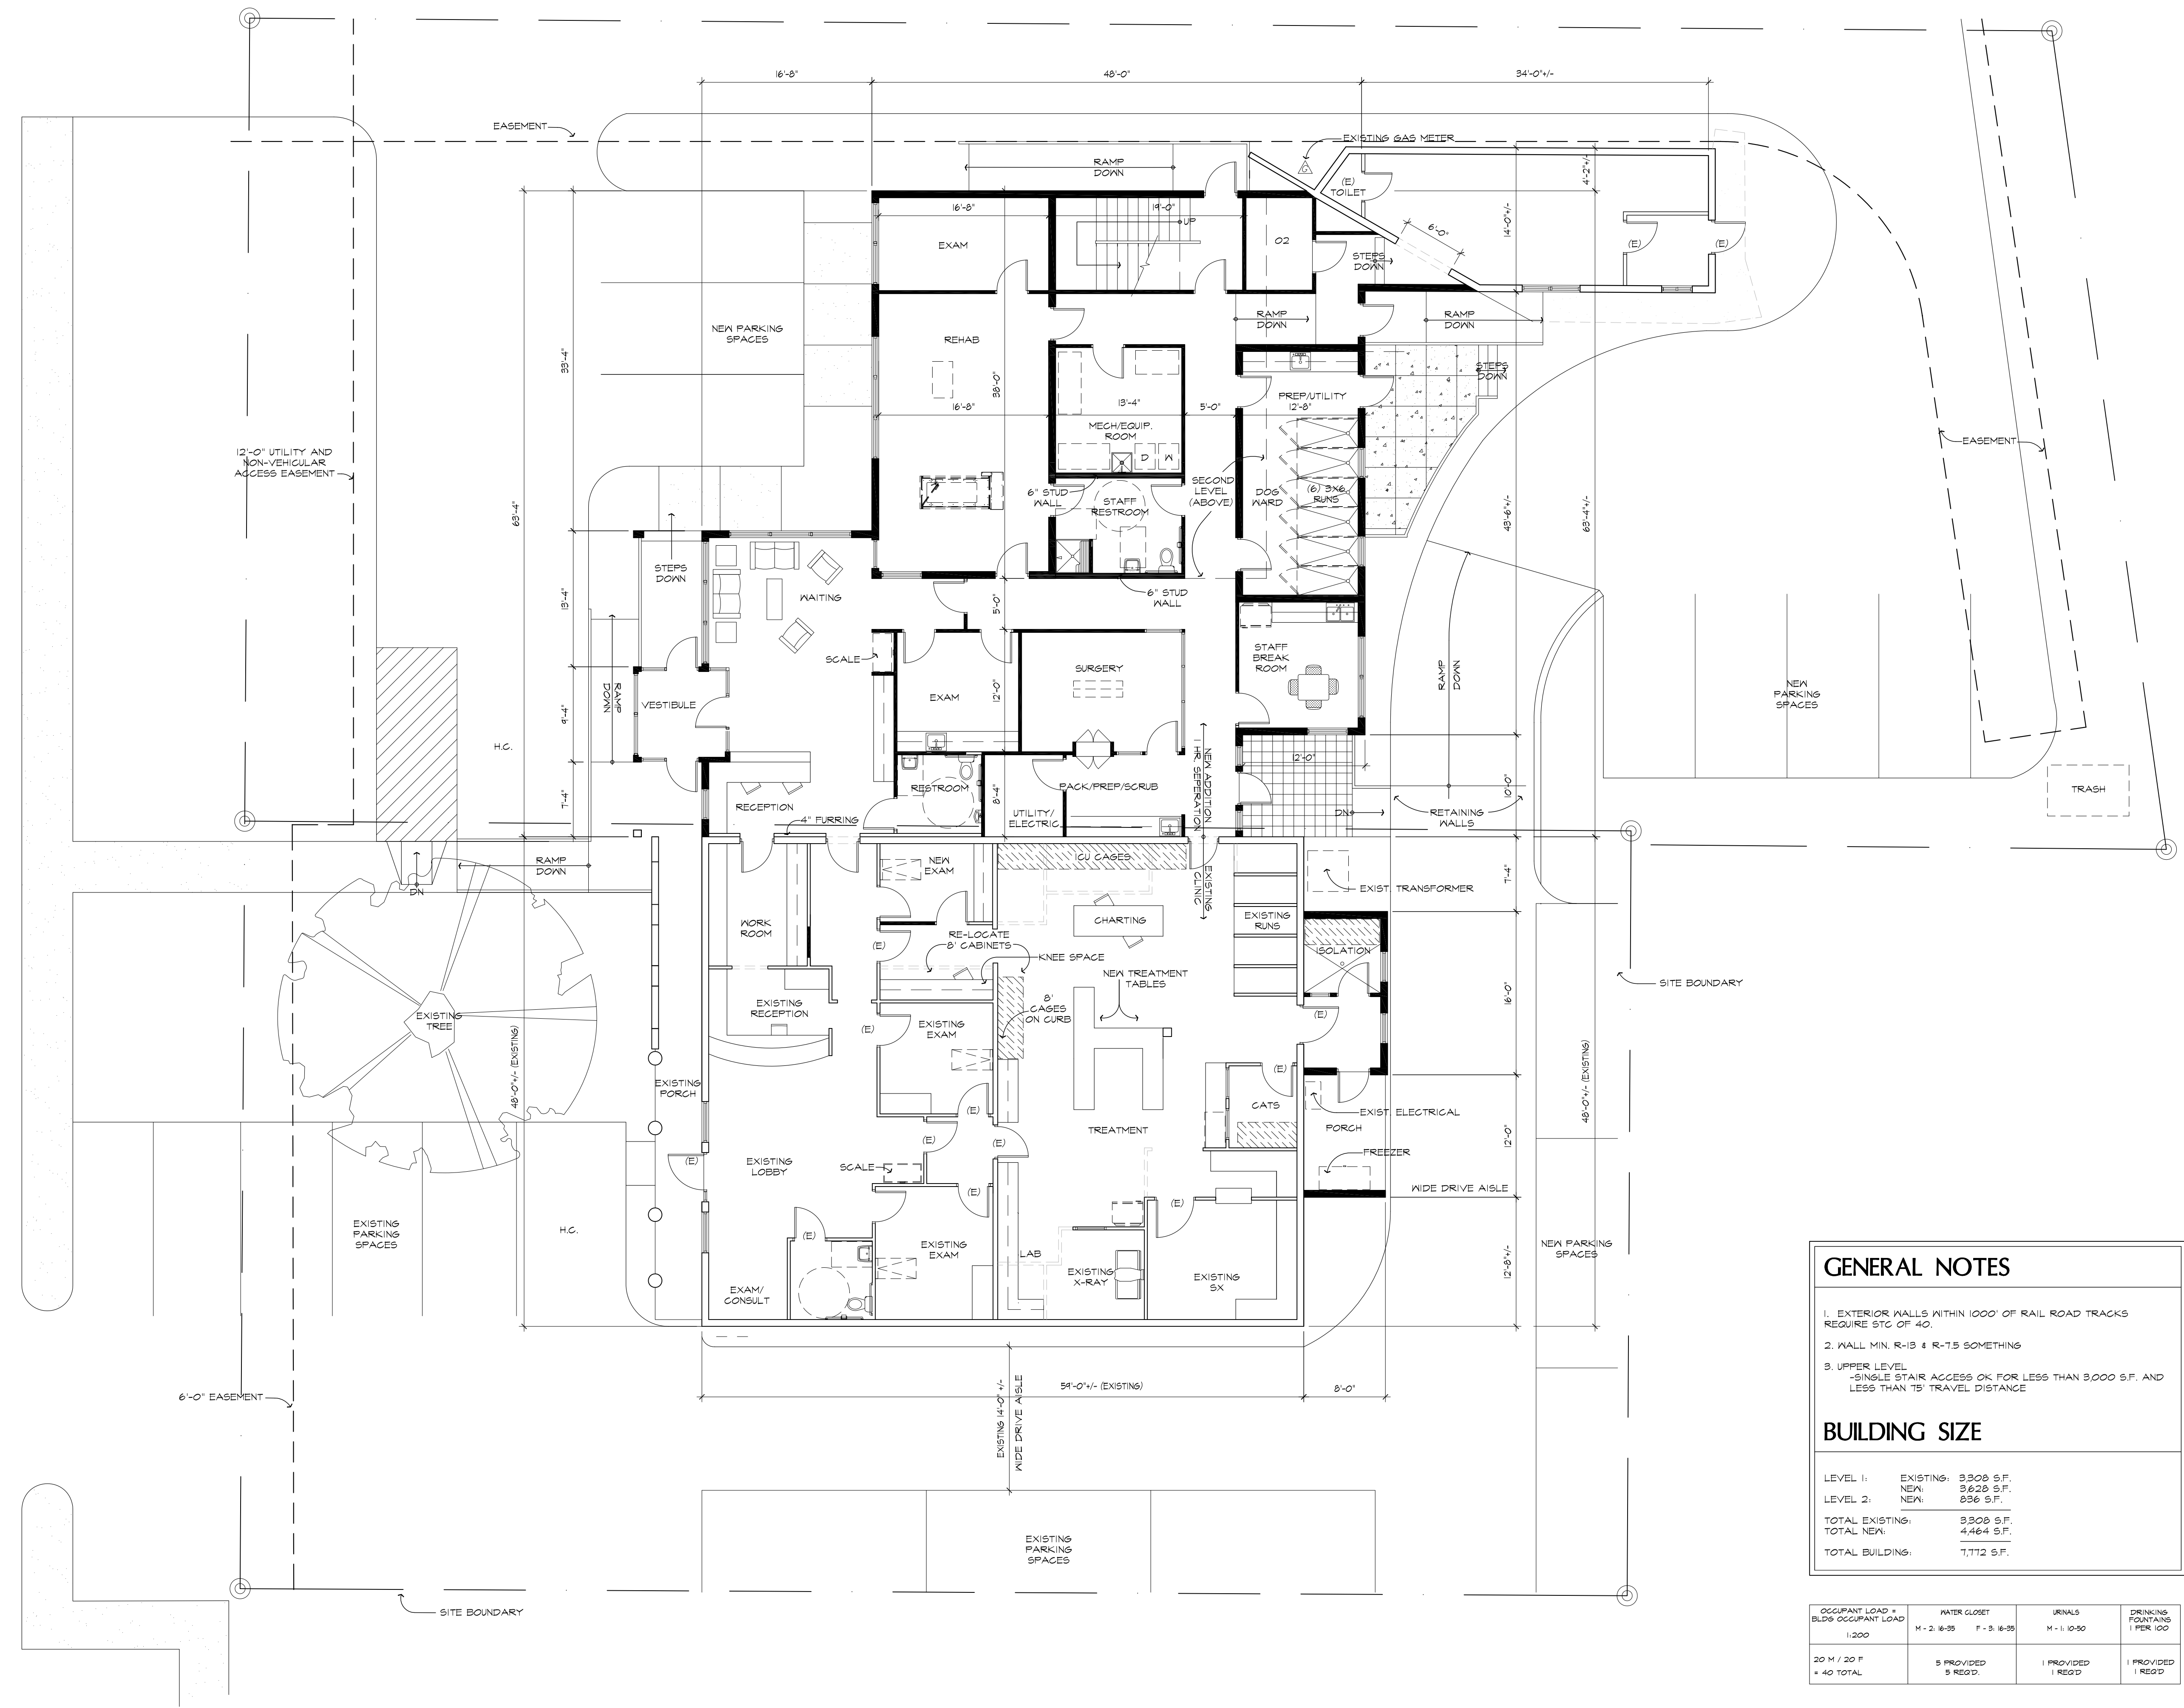 16'-8"
48'-0"
34'-0"+/-
EASEMENT
EXISTING GAS METER
RAMP
DOWN
4'-2"+/-
(E)
TOILET
16'-8"
19'-0"
UP
6'-0"
14'-0"+/-
EXAM
O2
(E)
(E)
STEPS
DOWN
NEW PARKING
SPACES
RAMP
DOWN
RAMP
DOWN
REHAB
33'-4"
38'-0"
STEPS
DOWN
PREP/UTILITY
16'-8"
13'-4"
5'-0"
12'-8"
MECH/EQUIP.
ROOM
EASEMENT
12'-0" UTILITY AND
NON-VEHICULAR
ACCESS EASEMENT
D
W
63'-4"
6" STUD
WALL
STAFF
RESTROOM
SECOND
LEVEL
(ABOVE)
DOG
WARD
(6) 3X6
RUNS
43'-6"+/-
63'-4"+/-
STEPS
DOWN
WAITING
13'-4"
5'-0"
6" STUD
WALL
SCALE
STAFF
BREAK
ROOM
SURGERY
RAMP
DOWN
NEW
PARKING
SPACES
EXAM
12'-0"
RAMP
DOWN
VESTIBULE
9'-4"
H.C.
NEW ADDITION
1 HR. SEPERATION
12'-0"
RESTROOM
8'-4"
PACK/PREP/SCRUB
10'-0"
TRASH
7'-4"
RECEPTION
4" FURRING
UTILITY/
ELECTRIC
DN
RETAINING
WALLS
RAMP
DOWN
DN
NEW
EXAM
ICU CAGES
EXISTING
CLINIC
7'-4"
EXIST. TRANSFORMER
WORK
ROOM
CHARTING
EXISTING
RUNS
(E)
RE-LOCATE
8' CABINETS
KNEE SPACE
ISOLATION
NEW TREATMENT
TABLES
SITE BOUNDARY
EXISTING
RECEPTION
8'
CAGES
ON CURB
16'-0"
EXISTING
TREE
(E)
EXISTING
EXAM
(E)
48'-0"+/- (EXISTING)
48'-0"+/- (EXISTING)
EXISTING
PORCH
(E)
CATS
EXIST. ELECTRICAL
PORCH
(E)
TREATMENT
12'-0"
(E)
(E)
(E)
EXISTING
LOBBY
SCALE
FREEZER
WIDE DRIVE AISLE
(E)
(E)
EXISTING
PARKING
SPACES
H.C.
(E)
EXISTING
EXAM
LAB
EXISTING
X-RAY
EXISTING
SX
12'-8"+/-
NEW PARKING
SPACES
EXAM/
CONSULT
6'-0" EASEMENT
59'-0"+/- (EXISTING)
8'-0"
EXISTING 14'-0" +/-
WIDE DRIVE AISLE
EXISTING
PARKING
SPACES
SITE BOUNDARY
GENERAL NOTES
1. EXTERIOR WALLS WITHIN 1000' OF RAIL ROAD TRACKS
REQUIRE STC OF 40.
2. WALL MIN. R-13 & R-7.5 SOMETHING
3. UPPER LEVEL
-SINGLE STAIR ACCESS OK FOR LESS THAN 3,000 S.F. AND
LESS THAN 75' TRAVEL DISTANCE
BUILDING SIZE
LEVEL 1: EXISTING: 3,308 S.F.
NEW: 3,628 S.F.
LEVEL 2: NEW: 836 S.F.
TOTAL EXISTING: 3,308 S.F.
TOTAL NEW: 4,464 S.F.
TOTAL BUILDING: 7,772 S.F.
OCCUPANT LOAD =
BLDG OCCUPANT LOAD
1:200
WATER CLOSET
M - 2: 16-35 F - 3: 16-35
URINALS
M - 1: 10-50
DRINKING
FOUNTAINS
1 PER 100
20 M / 20 F
= 40 TOTAL
5 PROVIDED
5 REQ'D.
1 PROVIDED
1 REQ'D
1 PROVIDED
1 REQ'D